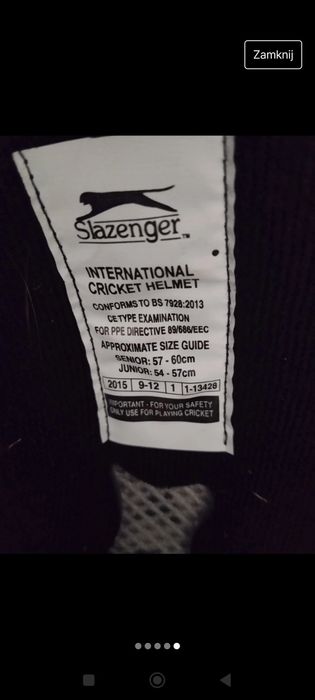 Zamknij
Slazenger™
INTERNATIONAL
CRICKET HELMET
CONFORMS TO BS 7928:2013
CE TYPE EXAMINATION
FOR PPE DIRECTIVE 89/686/EEC
APPROXIMATE SIZE GUIDE
SENIOR: 57 - 60cm
JUNIOR: 54 - 57cm
2015 9-12 1 1-13428
IMPORTANT - FOR YOUR SAFETY
ONLY USE FOR PLAYING CRICKET